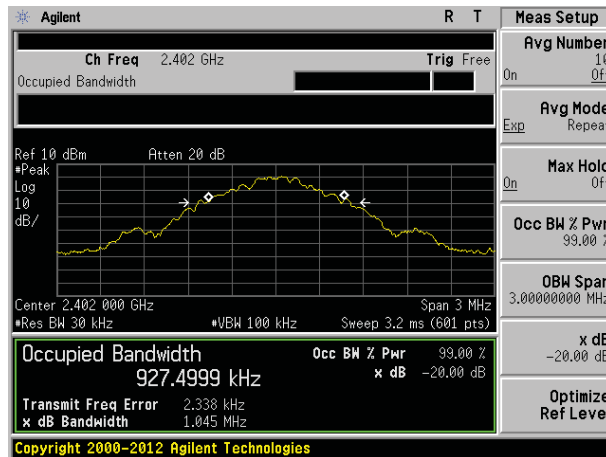 Agilent R T
Ch Freq 2.402 GHz Trig Free
Occupied Bandwidth
Ref 10 dBm Atten 20 dB
#Peak
Log
10
dB/
Center 2.402 000 GHz Span 3 MHz
#Res BW 30 kHz #VBW 100 kHz Sweep 3.2 ms (601 pts)
Occupied Bandwidth
927.4999 kHz
Occ BW % Pwr 99.00 %
x dB -20.00 dB
Transmit Freq Error 2.338 kHz
x dB Bandwidth 1.045 MHz
Copyright 2000-2012 Agilent Technologies
Meas Setup
Avg Number
10
On Of
Avg Mode
Exp Repea
Max Hold
On Of
Occ BW % Pwr
99.00 %
OBW Span
3.00000000 MHz
x dB
-20.00 dB
Optimize
Ref Leve